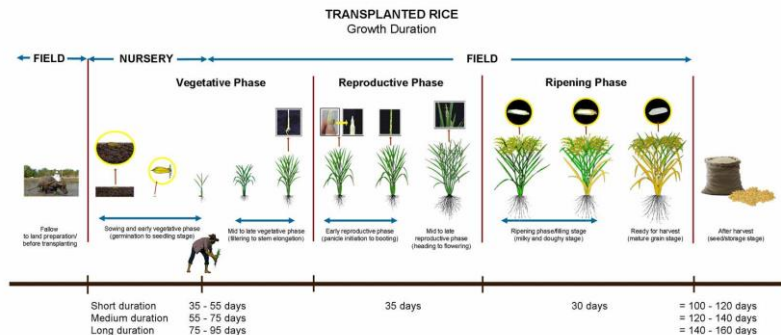 TRANSPLANTED RICE
Growth Duration
FIELD
NURSERY
FIELD
Vegetative Phase
Reproductive Phase
Ripening Phase
Fallow
to land preparation/
before transplanting
Sowing and early vegetative phase
(germination to seedling stage)
Mid to late vegetative phase
(tillering to stem elongation)
Early reproductive phase
(panicle initiation to booting)
Mid to late
reproductive phase
(heading to flowering)
Ripening phase/filling stage
(milky and doughy stage)
Ready for harvest
(mature grain stage)
After harvest
(seed/storage stage)
Short duration 35 - 55 days 35 days 30 days = 100 - 120 days
Medium duration 55 - 75 days = 120 - 140 days
Long duration 75 - 95 days = 140 - 160 days